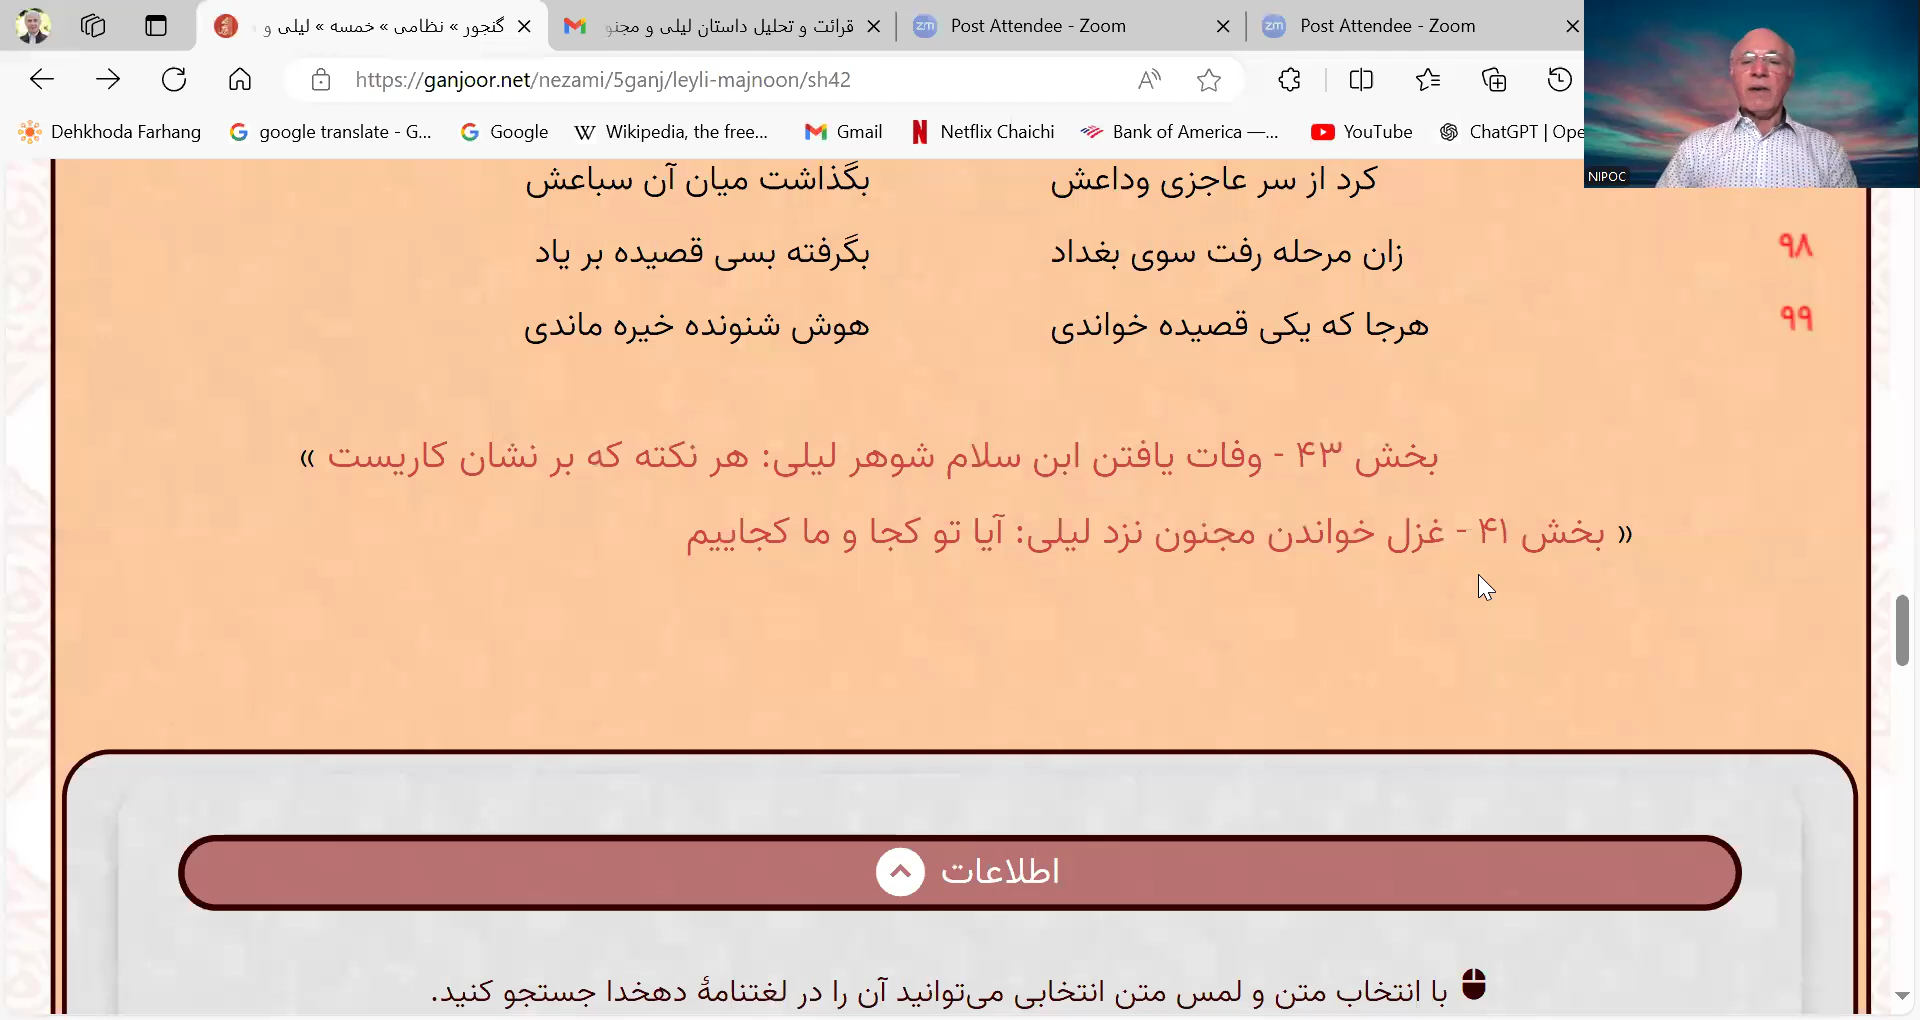 گنجور » نظامی » خمسه » لیلی و
قرائت و تحلیل داستان لیلی و مجنو
Post Attendee - Zoom
Post Attendee - Zoom
https://ganjoor.net/nezami/5ganj/leyli-majnoon/sh42
Dehkhoda Farhang
google translate - G...
Google
Wikipedia, the free...
Gmail
Netflix Chaichi
Bank of America —...
YouTube
ChatGPT | Ope
NIPOC
کرد از سر عاجزی وداعش بگذاشت میان آن سباعش
۹۸ زان مرحله رفت سوی بغداد بگرفته بسی قصیده بر یاد
۹۹ هرجا که یکی قصیده خواندی هوش شنونده خیره ماندی
بخش ۴۳ - وفات یافتن ابن سلام شوهر لیلی: هر نکته که بر نشان کاریست »
« بخش ۴۱ - غزل خواندن مجنون نزد لیلی: آیا تو کجا و ما کجاییم
اطلاعات
با انتخاب متن و لمس متن انتخابی می‌توانید آن را در لغتنامهٔ دهخدا جستجو کنید.